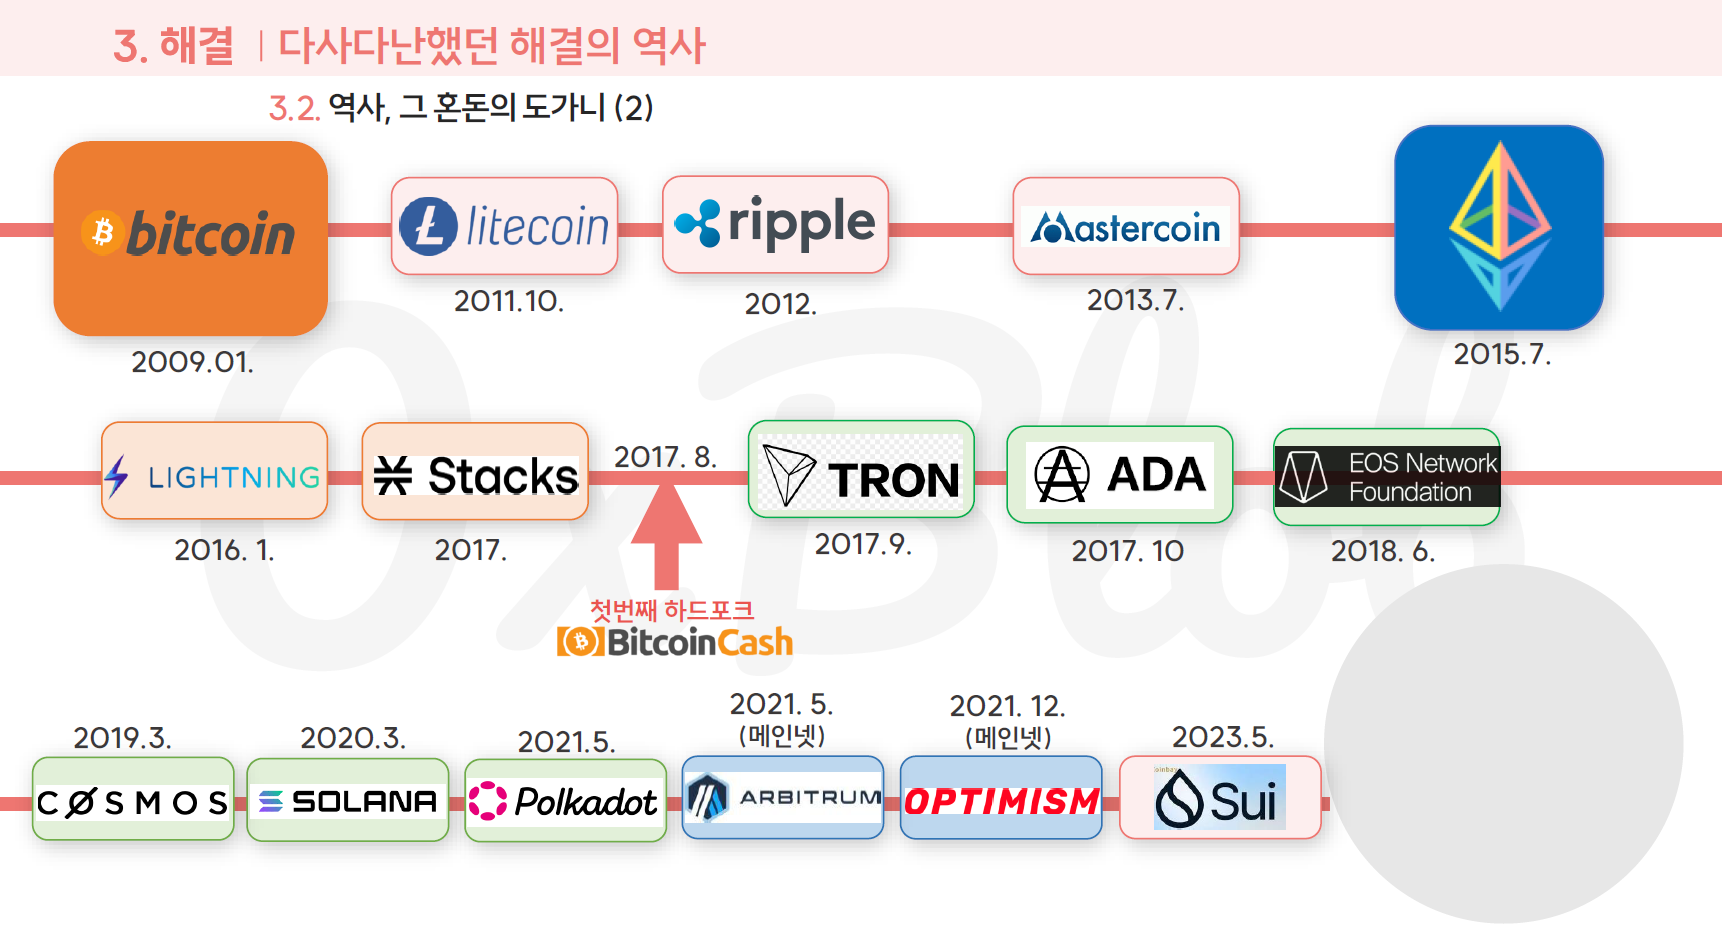 3. 해결 | 다사다난했던 해결의 역사
3.2. 역사, 그 혼돈의 도가니 (2)
bitcoin
litecoin
ripple
Mastercoin
2009.01.
2011.10.
2012.
2013.7.
2015.7.
LIGHTNING
Stacks
2017. 8.
TRON
ADA
EOS Network
Foundation
2016. 1.
2017.
2017.9.
2017. 10
2018. 6.
첫번째 하드포크
BitcoinCash
0xBlob
2019.3.
2020.3.
2021.5.
2021. 5.
(메인넷)
2021. 12.
(메인넷)
2023.5.
COSMOS
SOLANA
Polkadot
ARBITRUM
OPTIMISM
Sui